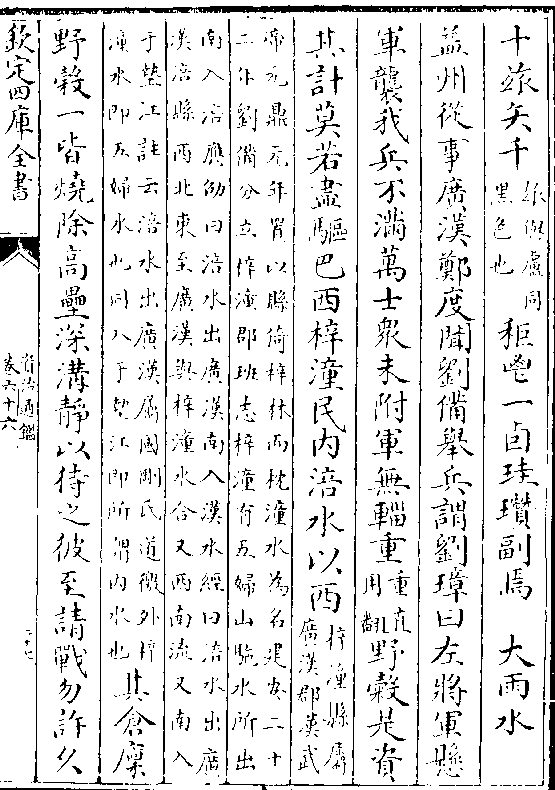 十玈矢千玈與盧同黑色也秬鬯一卣珪瓚副焉　大雨水
益州從事廣漢鄭度聞劉備舉兵謂劉璋曰左將軍懸
軍襲我兵不滿萬士衆未附軍無輜重重直用翻野穀是資
其計莫若盡驅巴西梓潼民内涪水以西梓潼縣屬廣漢郡漢武
帝元鼎元年置以縣倚梓林而枕潼水為名建安二十
二年劉備分立梓潼郡班志梓潼有五婦山馳水所出
南入涪應劭曰涪水出廣漢南入漢水經曰涪水出廣
漢涪縣西北東至廣漢與梓潼水合又西南流又南入
于墊江註云涪水出廣漢屬國剛氏道徼外梓
潼水即五婦水也同入于墊江即所謂内水也其倉廩
野穀一皆燒除高壘深溝靜以待之彼至請戰勿許久
欽定四庫全書
資治通鑑
卷六十六